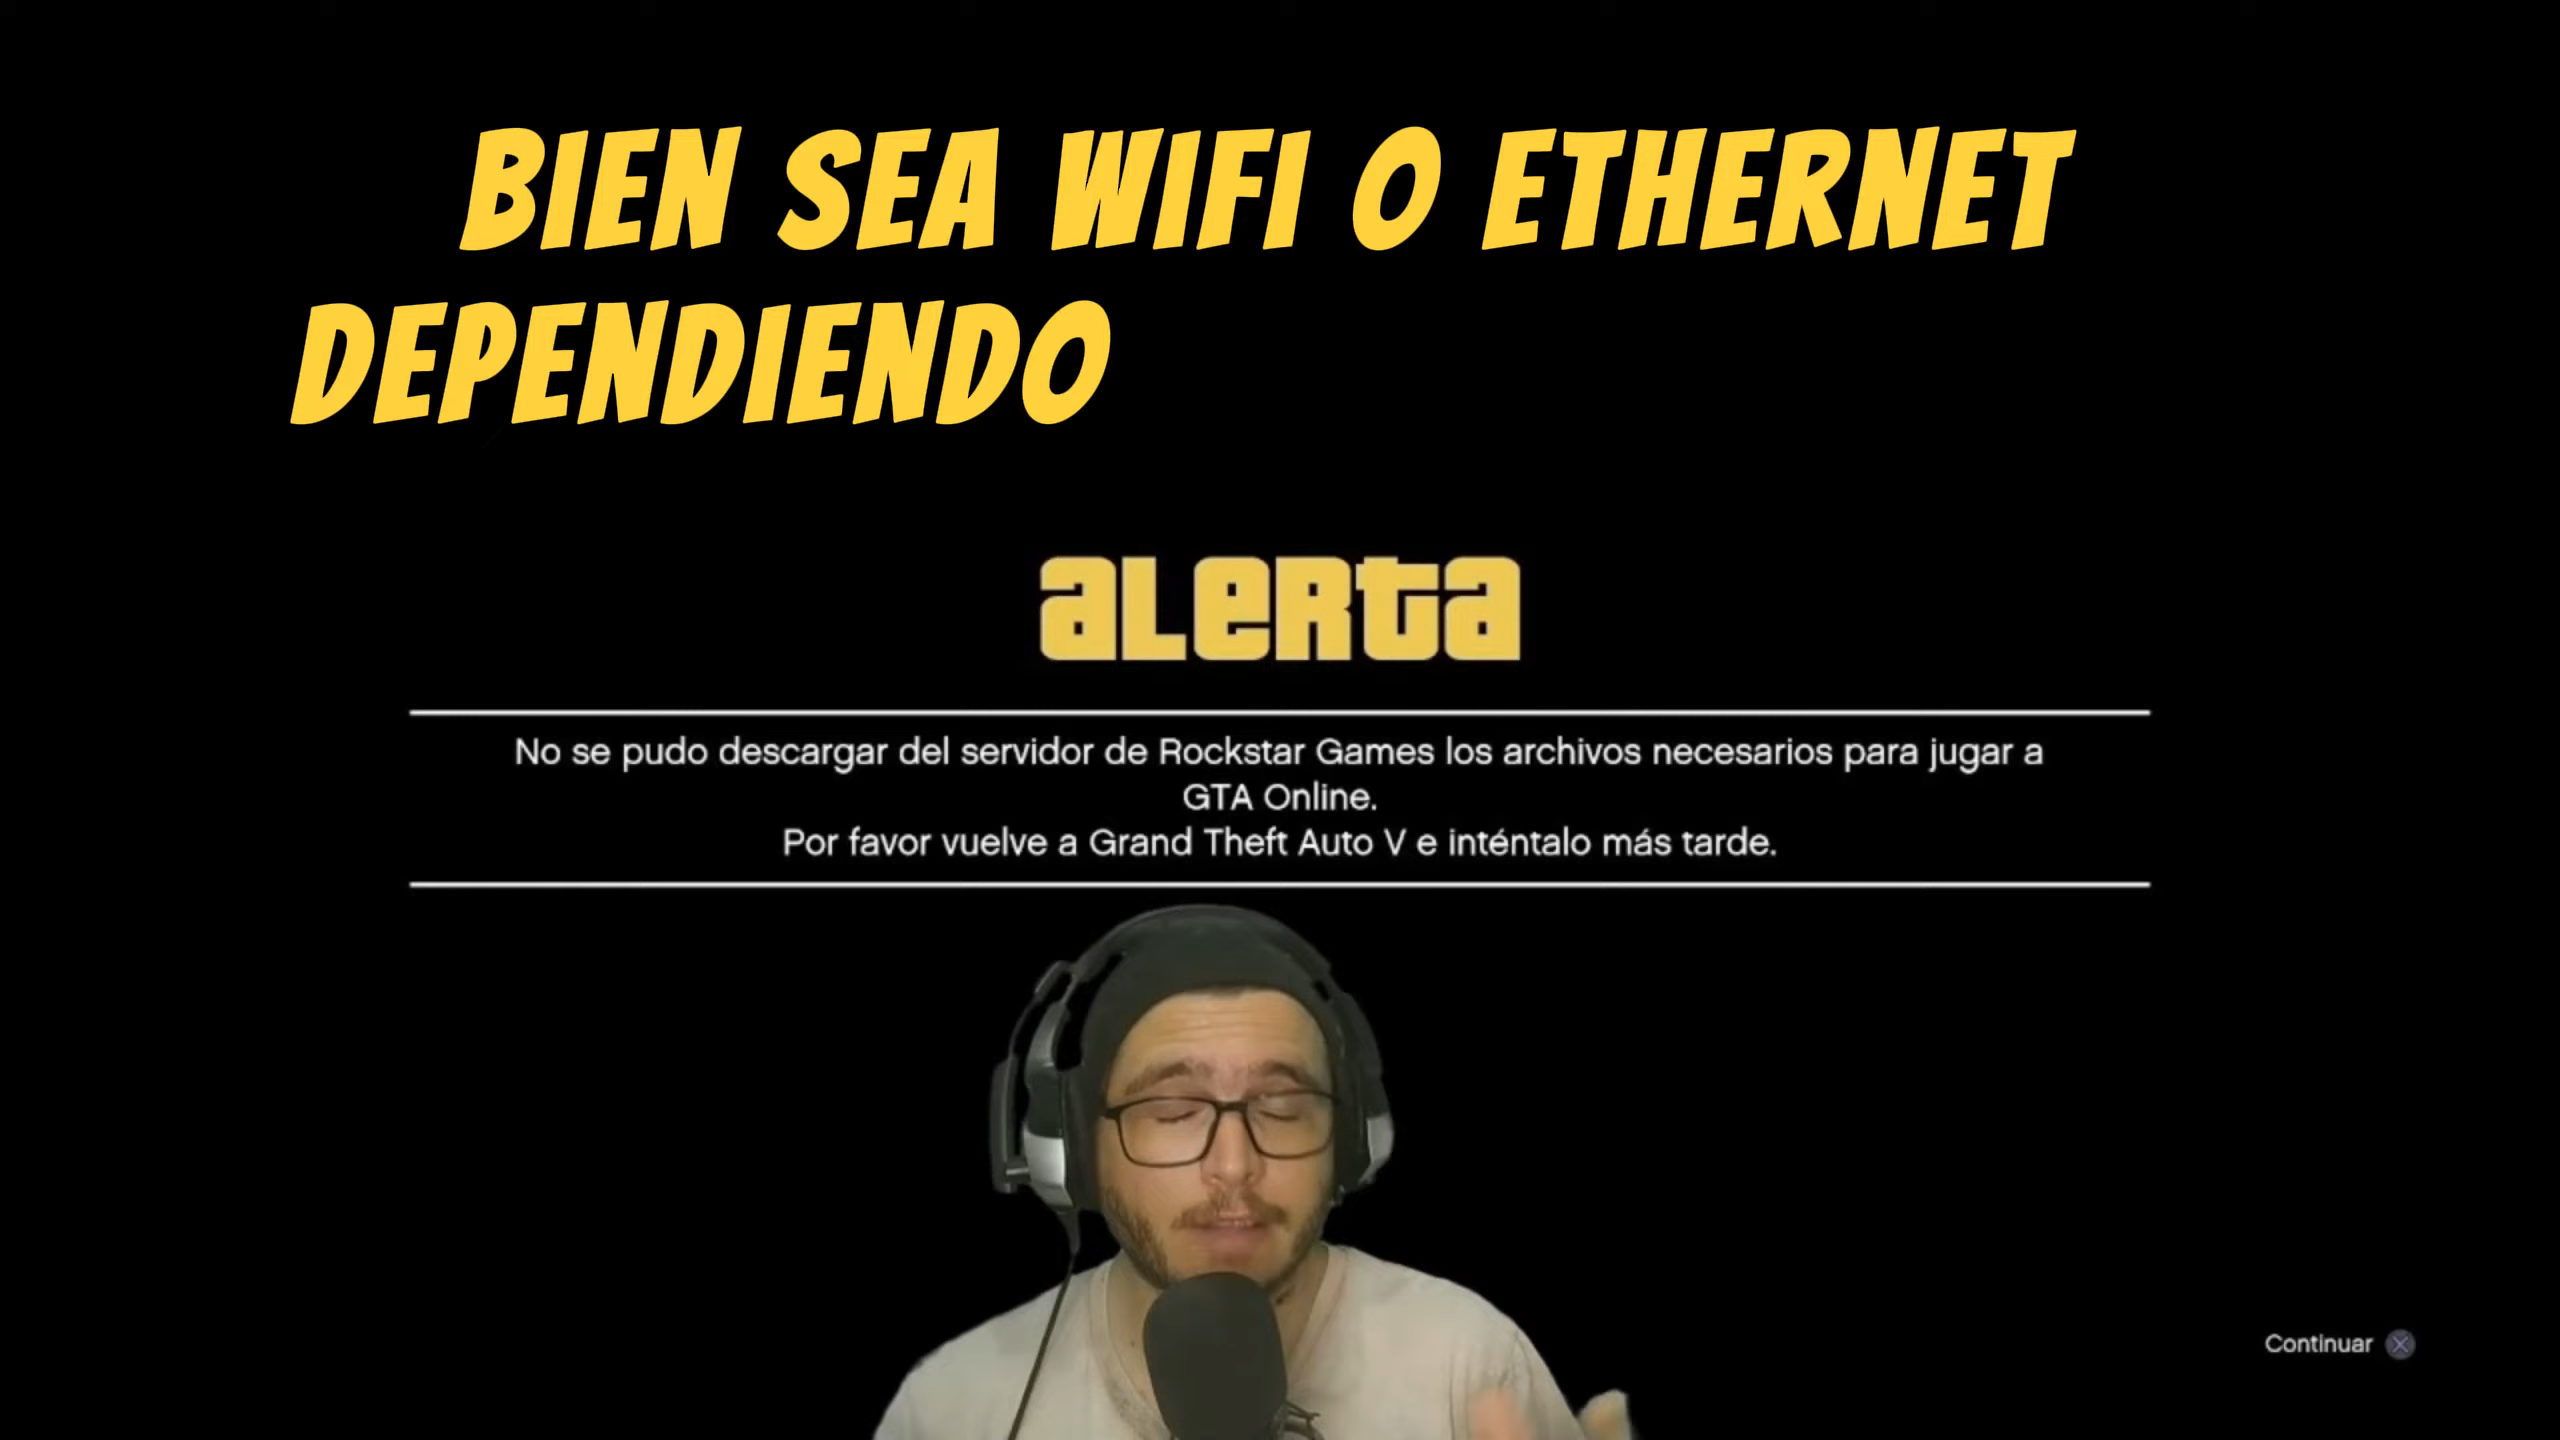 BIEN SEA WIFI O ETHERNET
DEPENDIENDO
aLeRta
No se pudo descargar del servidor de Rockstar Games los archivos necesarios para jugar a
GTA Online.
Por favor vuelve a Grand Theft Auto V e inténtalo más tarde.
Continuar